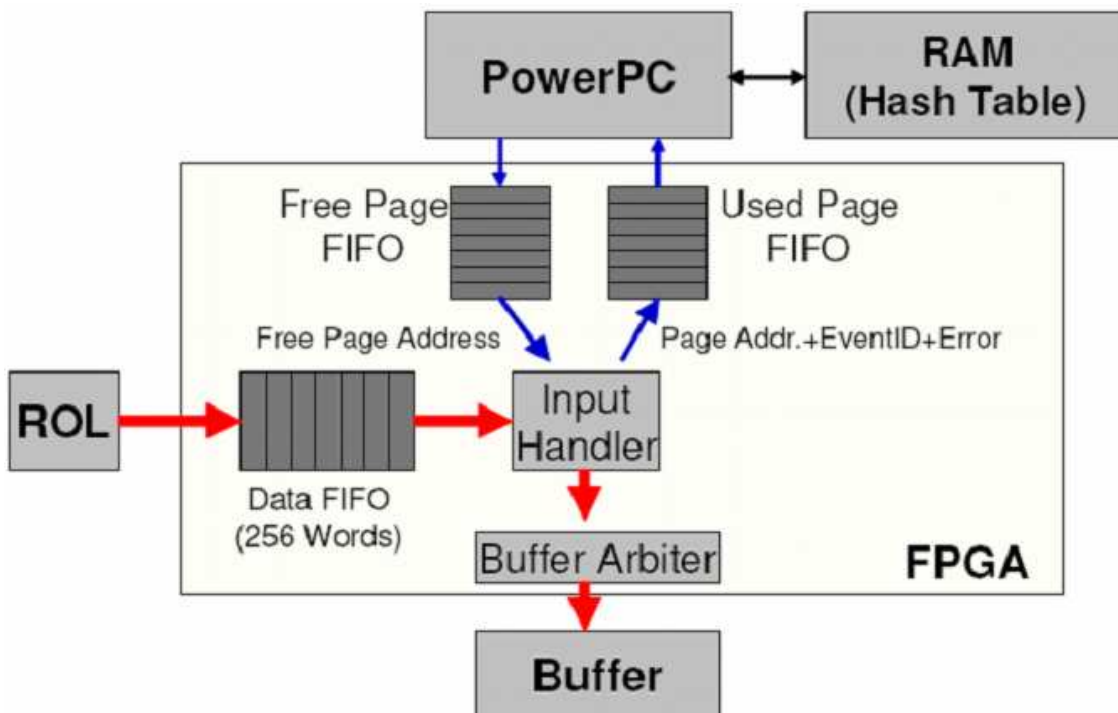 PowerPC
RAM
(Hash Table)
Free Page
FIFO
Used Page
FIFO
Free Page Address
Page Addr.+EventID+Error
ROL
Input
Handler
Data FIFO
(256 Words)
Buffer Arbiter
FPGA
Buffer